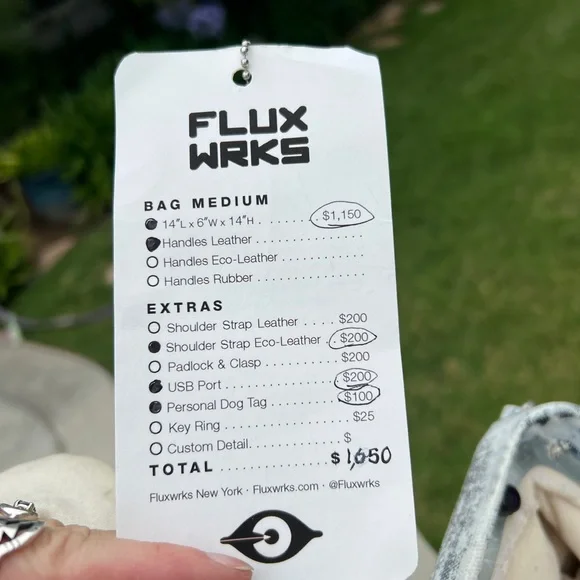 FLUX
WRKS
BAG MEDIUM
14"L x 6"W x 14"H . . . . . . . $1,150
Handles Leather . . . . . . . . . . . . . . .
Handles Eco-Leather . . . . . . . . . . .
Handles Rubber . . . . . . . . . . . . . . .
EXTRAS
Shoulder Strap Leather . . . . $200
Shoulder Strap Eco-Leather . $200
Padlock & Clasp . . . . . . . . . . . $200
USB Port . . . . . . . . . . . . . . . . $200
Personal Dog Tag . . . . . . . . . $100
Key Ring . . . . . . . . . . . . . . . . . $25
Custom Detail . . . . . . . . . . . . $
TOTAL . . . . . . . . . . . . . . . $ 1,650
Fluxwrks New York · Fluxwrks.com · @Fluxwrks